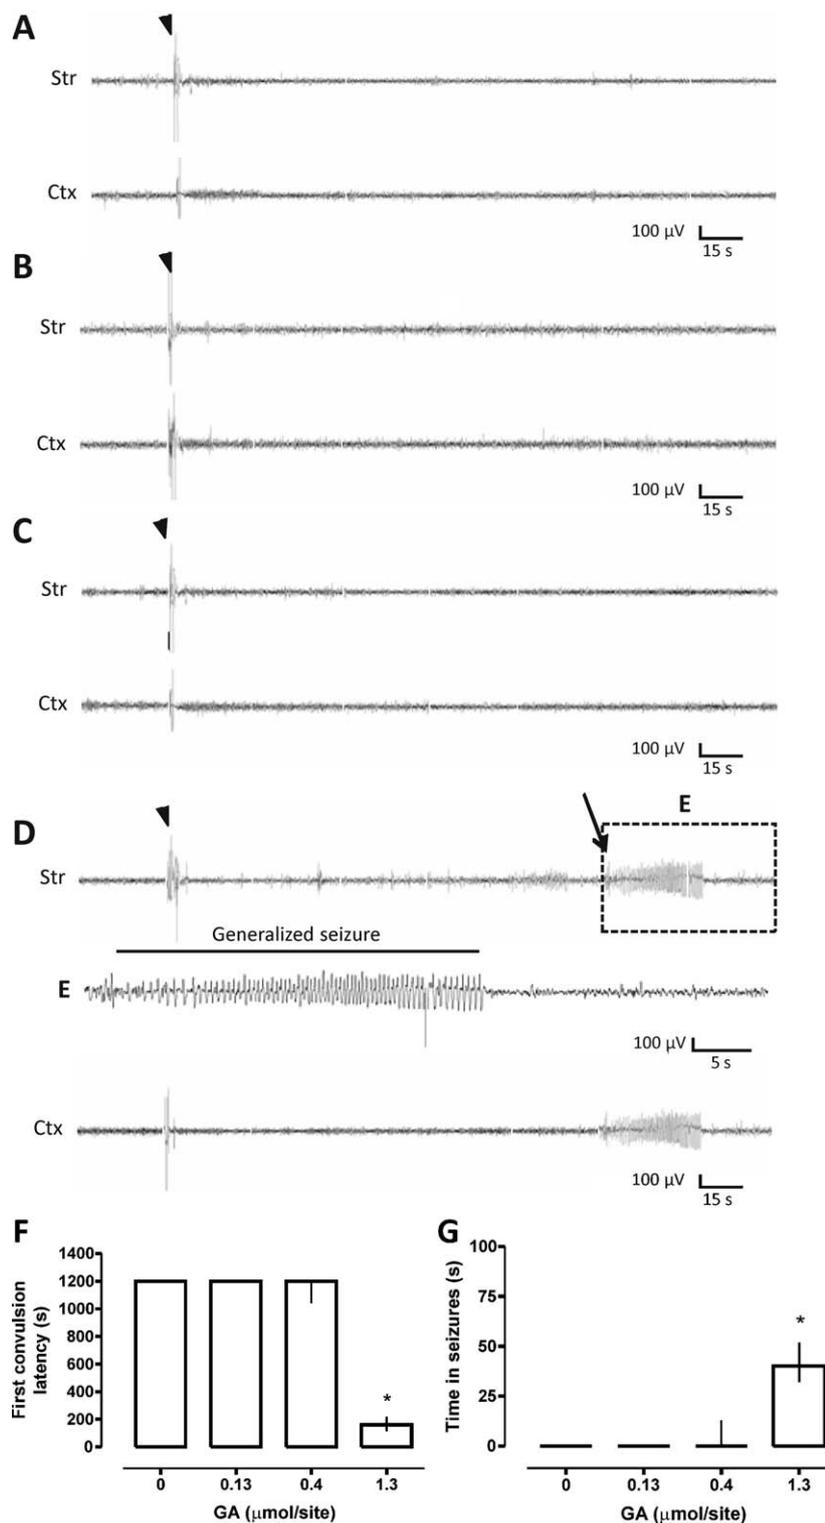 A
Str
Ctx
100 µV
15 s
B
Str
Ctx
100 µV
15 s
C
Str
Ctx
100 µV
15 s
E
D
Str
Generalized seizure
E
100 µV
5 s
Ctx
100 µV
15 s
F
First convulsion
latency (s)
1400
1200
1000
800
600
400
200
0
*
0 0.13 0.4 1.3
GA (µmol/site)
G
Time in seizures (s)
100
75
50
25
0
*
0 0.13 0.4 1.3
GA (µmol/site)